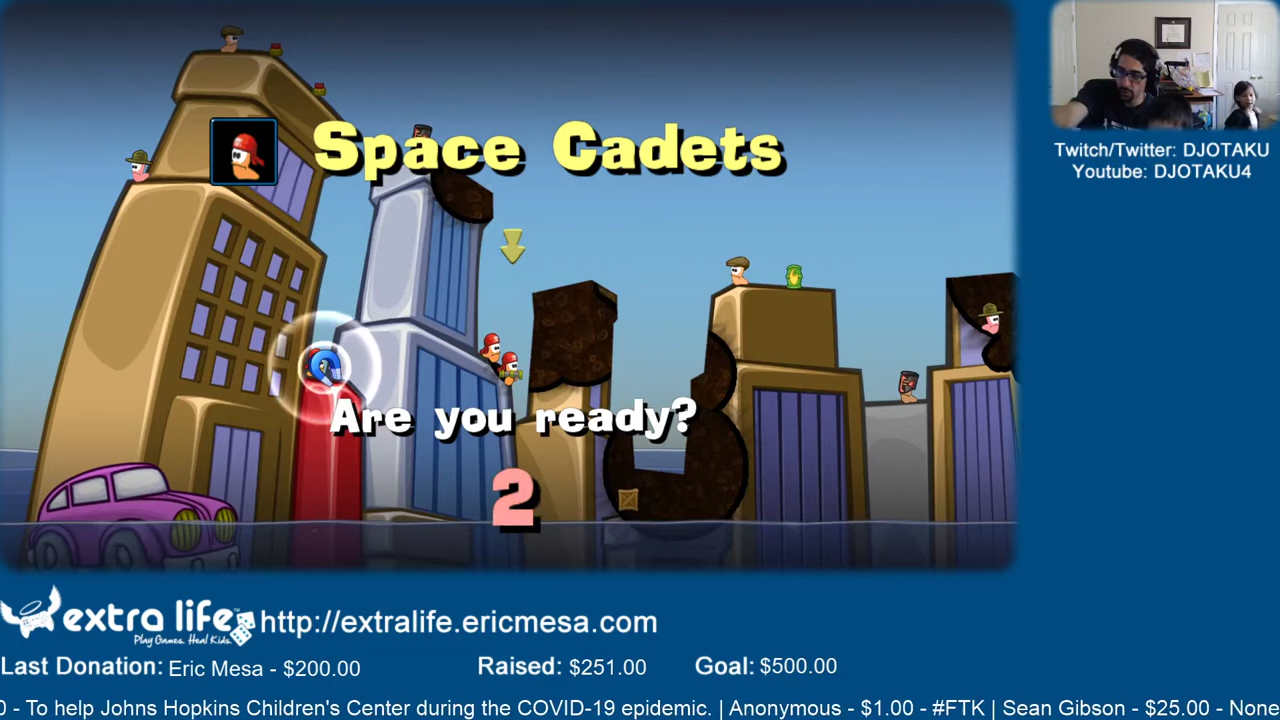 Space Cadets
Are you ready?
2
Twitch/Twitter: DJOTAKU
Youtube: DJOTAKU4
extra life
Play Games. Heal Kids.
http://extralife.ericmesa.com
Last Donation: Eric Mesa - $200.00 Raised: $251.00 Goal: $500.00
0 - To help Johns Hopkins Children's Center during the COVID-19 epidemic. | Anonymous - $1.00 - #FTK | Sean Gibson - $25.00 - None